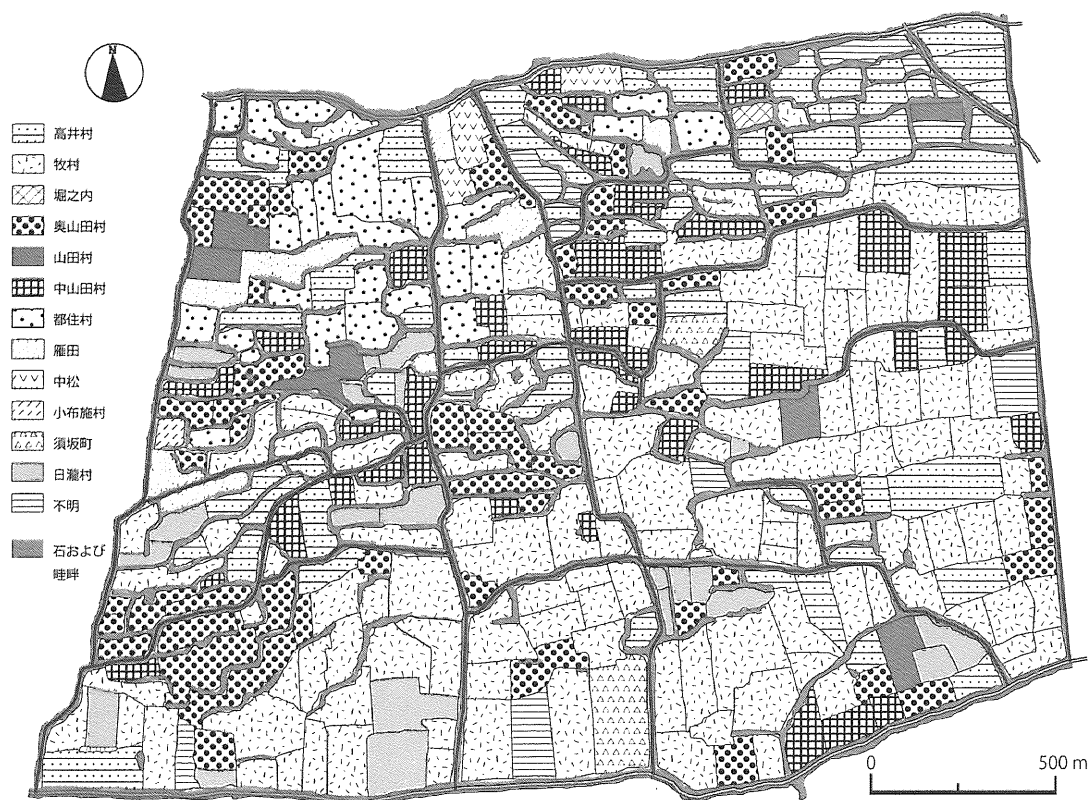 N
高井村
牧村
堀之内
奥山田村
山田村
中山田村
都住村
雁田
中松
小布施村
須坂町
日瀧村
不明
石および
畦畔
0 500 m